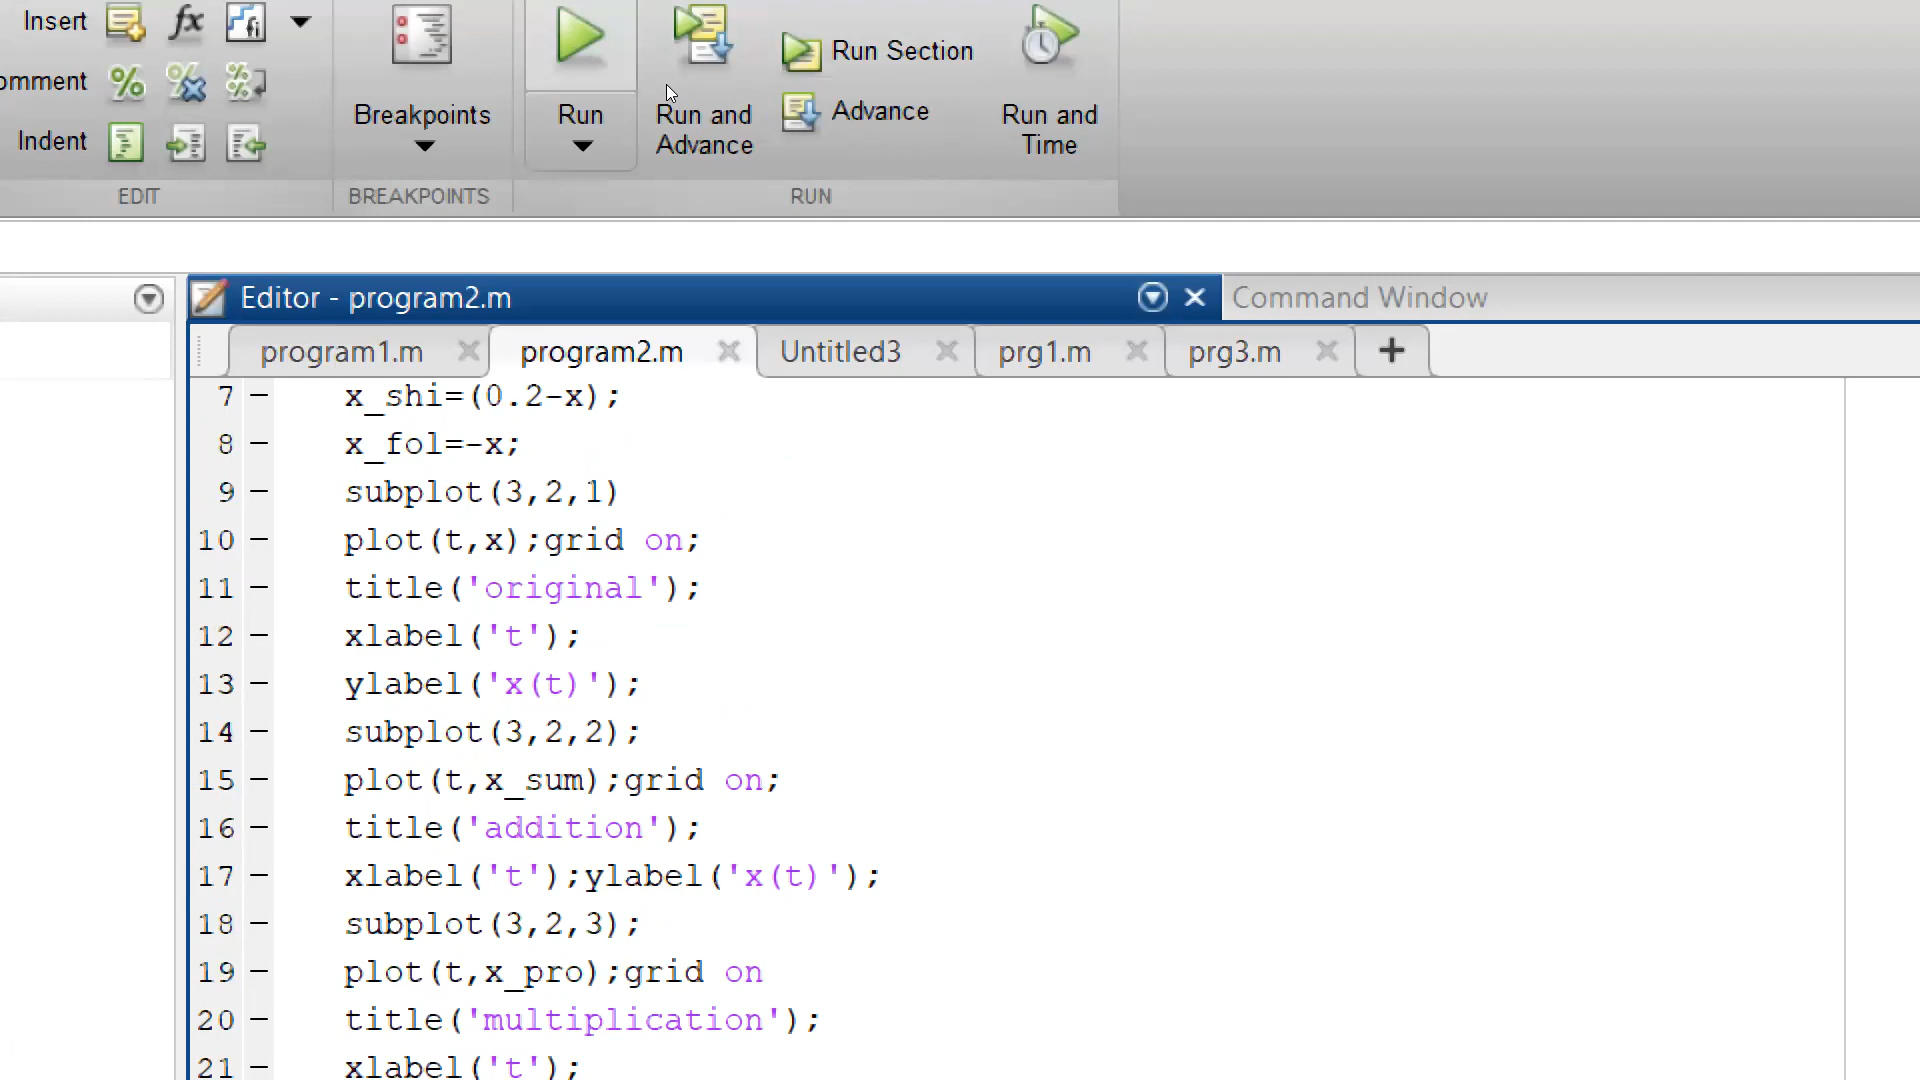 Insert
omment
Indent
EDIT
Breakpoints
BREAKPOINTS
Run
Run and
Advance
Run Section
Advance
Run and
Time
RUN
Editor - program2.m
Command Window
program1.m
program2.m
Untitled3
prg1.m
prg3.m
7 – x_shi=(0.2-x);
8 – x_fol=-x;
9 – subplot(3,2,1)
10 – plot(t,x);grid on;
11 – title('original');
12 – xlabel('t');
13 – ylabel('x(t)');
14 – subplot(3,2,2);
15 – plot(t,x_sum);grid on;
16 – title('addition');
17 – xlabel('t');ylabel('x(t)');
18 – subplot(3,2,3);
19 – plot(t,x_pro);grid on
20 – title('multiplication');
21 – xlabel('t');